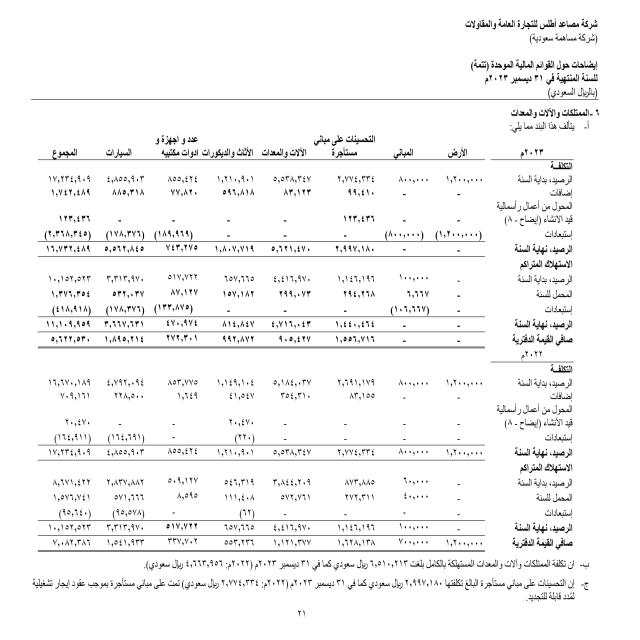 شركة مصاعد أطلس للتجارة العامة والمقاولات
(شركة مساهمة سعودية)
إيضاحات حول القوائم المالية الموحدة (تتمة)
للسنة المنتهية في ٣١ ديسمبر ٢٠٢٣م
(بالريال السعودي)
٦ -الممتلكات والآلات والمعدات
أ- يتألف هذا البند مما يلي:
٢٠٢٣م الأرض المباني التحسينات على مباني مستأجرة الآلات والمعدات الأثاث والديكورات عدد و اجهزة و ادوات مكتبيه السيارات المجموع
التكلفة
الرصيد، بداية السنة ١,٢٠٠,٠٠٠ ٨٠٠,٠٠٠ ٢,٧٧٤,٣٣٤ ٥,٥٣٨,٣٤٧ ١,٢١٠,٩٠١ ٨٥٥,٤٢٤ ٤,٨٥٥,٩٠٣ ١٧,٢٣٤,٩٠٩
إضافات - - ٩٩,٤١٠ ٨٣,١٢٣ ٥٩٦,٨١٨ ٧٧,٨٢٠ ٨٨٥,٣١٨ ١,٧٤٢,٤٨٩
المحول من أعمال رأسمالية
قيد الانشاء (ايضاح - ٨) - - ١٢٣,٤٣٦ - - - - ١٢٣,٤٣٦
إستبعادات (١,٢٠٠,٠٠٠) (٨٠٠,٠٠٠) - - - (١٨٩,٩٦٩) (١٧٨,٣٧٦) (٢,٣٦٨,٣٤٥)
الرصيد، نهاية السنة - - ٢,٩٩٧,١٨٠ ٥,٦٢١,٤٧٠ ١,٨٠٧,٧١٩ ٧٤٣,٢٧٥ ٥,٥٦٢,٨٤٥ ١٦,٧٣٢,٤٨٩
الاستهلاك المتراكم
الرصيد، بداية السنة - ١٠٠,٠٠٠ ١,١٤٦,١٩٦ ٤,٤١٦,٩٧٠ ٦٥٧,٦٦٥ ٥١٧,٧٢٢ ٣,٣١٣,٩٧٠ ١٠,١٥٢,٥٢٣
المحمل للسنة - ٦,٦٦٧ ٢٩٤,٢٦٨ ٢٩٩,٠٧٣ ١٥٧,١٨٢ ٨٧,١٢٧ ٥٣٢,٠٣٧ ١,٣٧٦,٣٥٤
إستبعادات - (١٠٦,٦٦٧) - - - (١٣٣,٨٧٥) (١٧٨,٣٧٦) (٤١٨,٩١٨)
الرصيد، نهاية السنة - - ١,٤٤٠,٤٦٤ ٤,٧١٦,٠٤٣ ٨١٤,٨٤٧ ٤٧٠,٩٧٤ ٣,٦٦٧,٦٣١ ١١,١٠٩,٩٥٩
صافي القيمة الدفترية - - ١,٥٥٦,٧١٦ ٩٠٥,٤٢٧ ٩٩٢,٨٧٢ ٢٧٢,٣٠١ ١,٨٩٥,٢١٤ ٥,٦٢٢,٥٣٠
٢٠٢٢م
التكلفة
الرصيد، بداية السنة ١,٢٠٠,٠٠٠ ٨٠٠,٠٠٠ ٢,٦٩١,١٧٩ ٥,١٨٤,٠٣٧ ١,١٤٩,١٠٤ ٨٥٣,٧٧٥ ٤,٧٩٢,٠٩٤ ١٦,٦٧٠,١٨٩
إضافات - - ٨٣,١٥٥ ٣٥٤,٣١٠ ٤١,٥٤٧ ١,٦٤٩ ٢٢٨,٥٠٠ ٧٠٩,١٦١
المحول من أعمال رأسمالية
قيد الأنشاء (إيضاح - ٨) - - - - ٢٠,٤٧٠ - - ٢٠,٤٧٠
إستبعادات - - - - (٢٢٠) - (١٦٤,٦٩١) (١٦٤,٩١١)
الرصيد، نهاية السنة ١,٢٠٠,٠٠٠ ٨٠٠,٠٠٠ ٢,٧٧٤,٣٣٤ ٥,٥٣٨,٣٤٧ ١,٢١٠,٩٠١ ٨٥٥,٤٢٤ ٤,٨٥٥,٩٠٣ ١٧,٢٣٤,٩٠٩
الاستهلاك المتراكم
الرصيد، بداية السنة - ٦٠,٠٠٠ ٨٧٣,٨٨٥ ٣,٨٤٤,٢٠٩ ٥٤٦,٣١٩ ٥٠٩,١٢٧ ٢,٨٣٧,٨٨٢ ٨,٦٧١,٤٢٢
المحمل للسنة - ٤٠,٠٠٠ ٢٧٢,٣١١ ٥٧٢,٧٦١ ١١١,٤٠٨ ٨,٥٩٥ ٥٧١,٦٦٦ ١,٥٧٦,٧٤١
إستبعادات - - - - (٦٢) - (٩٥,٥٧٨) (٩٥,٦٤٠)
الرصيد، نهاية السنة - ١٠٠,٠٠٠ ١,١٤٦,١٩٦ ٤,٤١٦,٩٧٠ ٦٥٧,٦٦٥ ٥١٧,٧٢٢ ٣,٣١٣,٩٧٠ ١٠,١٥٢,٥٢٣
صافي القيمة الدفترية ١,٢٠٠,٠٠٠ ٧٠٠,٠٠٠ ١,٦٢٨,١٣٨ ١,١٢١,٣٧٧ ٥٥٣,٢٣٦ ٣٣٧,٧٠٢ ١,٥٤١,٩٣٣ ٧,٠٨٢,٣٨٦
ب- ان تكلفة الممتلكات وآلات والمعدات المستهلكة بالكامل بلغت ٦,٥١٠,٢١٣ ريال سعودي كما في ٣١ ديسمبر ٢٠٢٣م (٢٠٢٢م: ٤,٦٦٣,٩٥٦ ريال سعودي).
ج- إن التحسينات على مباني مستأجرة البالغ تكلفتها ٢,٩٩٧,١٨٠ ريال سعودي كما في ٣١ ديسمبر ٢٠٢٣م (٢٠٢٢م: ٢,٧٧٤,٣٣٤ ريال سعودي) تمت على مباني مستأجرة بموجب عقود إيجار تشغيلية
لمُدد قابلة للتجديد.
٢١